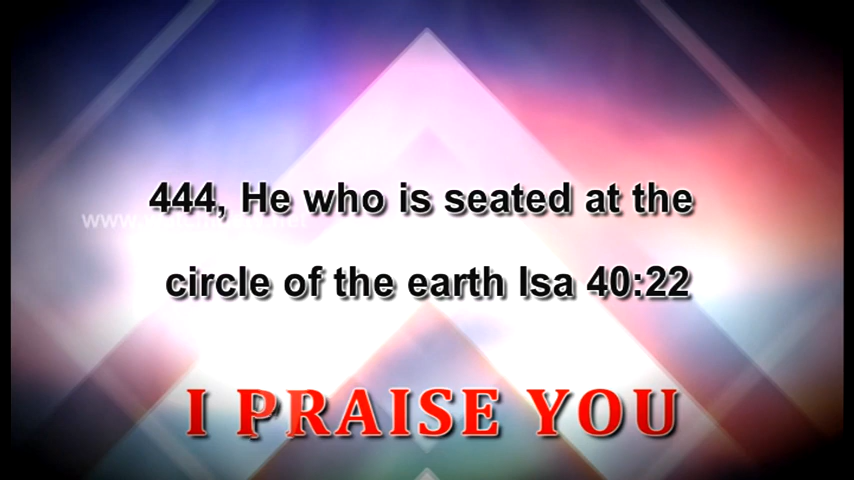 444, He who is seated at the
circle of the earth Isa 40:22
I PRAISE YOU